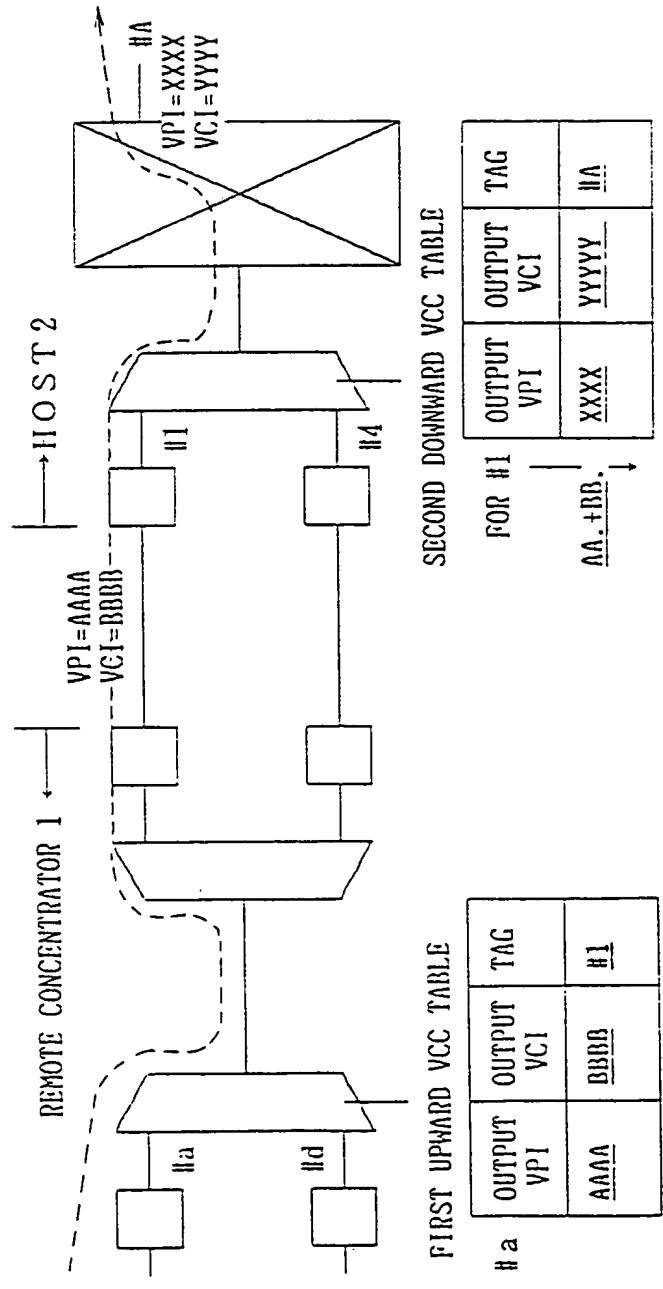 REMOTE CONCENTRATOR 1
HOST 2
VPI=AAAA
VCI=BBBB
#A
VPI=XXXX
VCI=YYYY
#a
#d
#1
#4
FIRST UPWARD VCC TABLE
#a
OUTPUT VPI
OUTPUT VCI
TAG
AAAA
BBBB
#1
SECOND DOWNWARD VCC TABLE
FOR #1
AA.+BB.
OUTPUT VPI
OUTPUT VCI
TAG
XXXX
YYYYY
#A